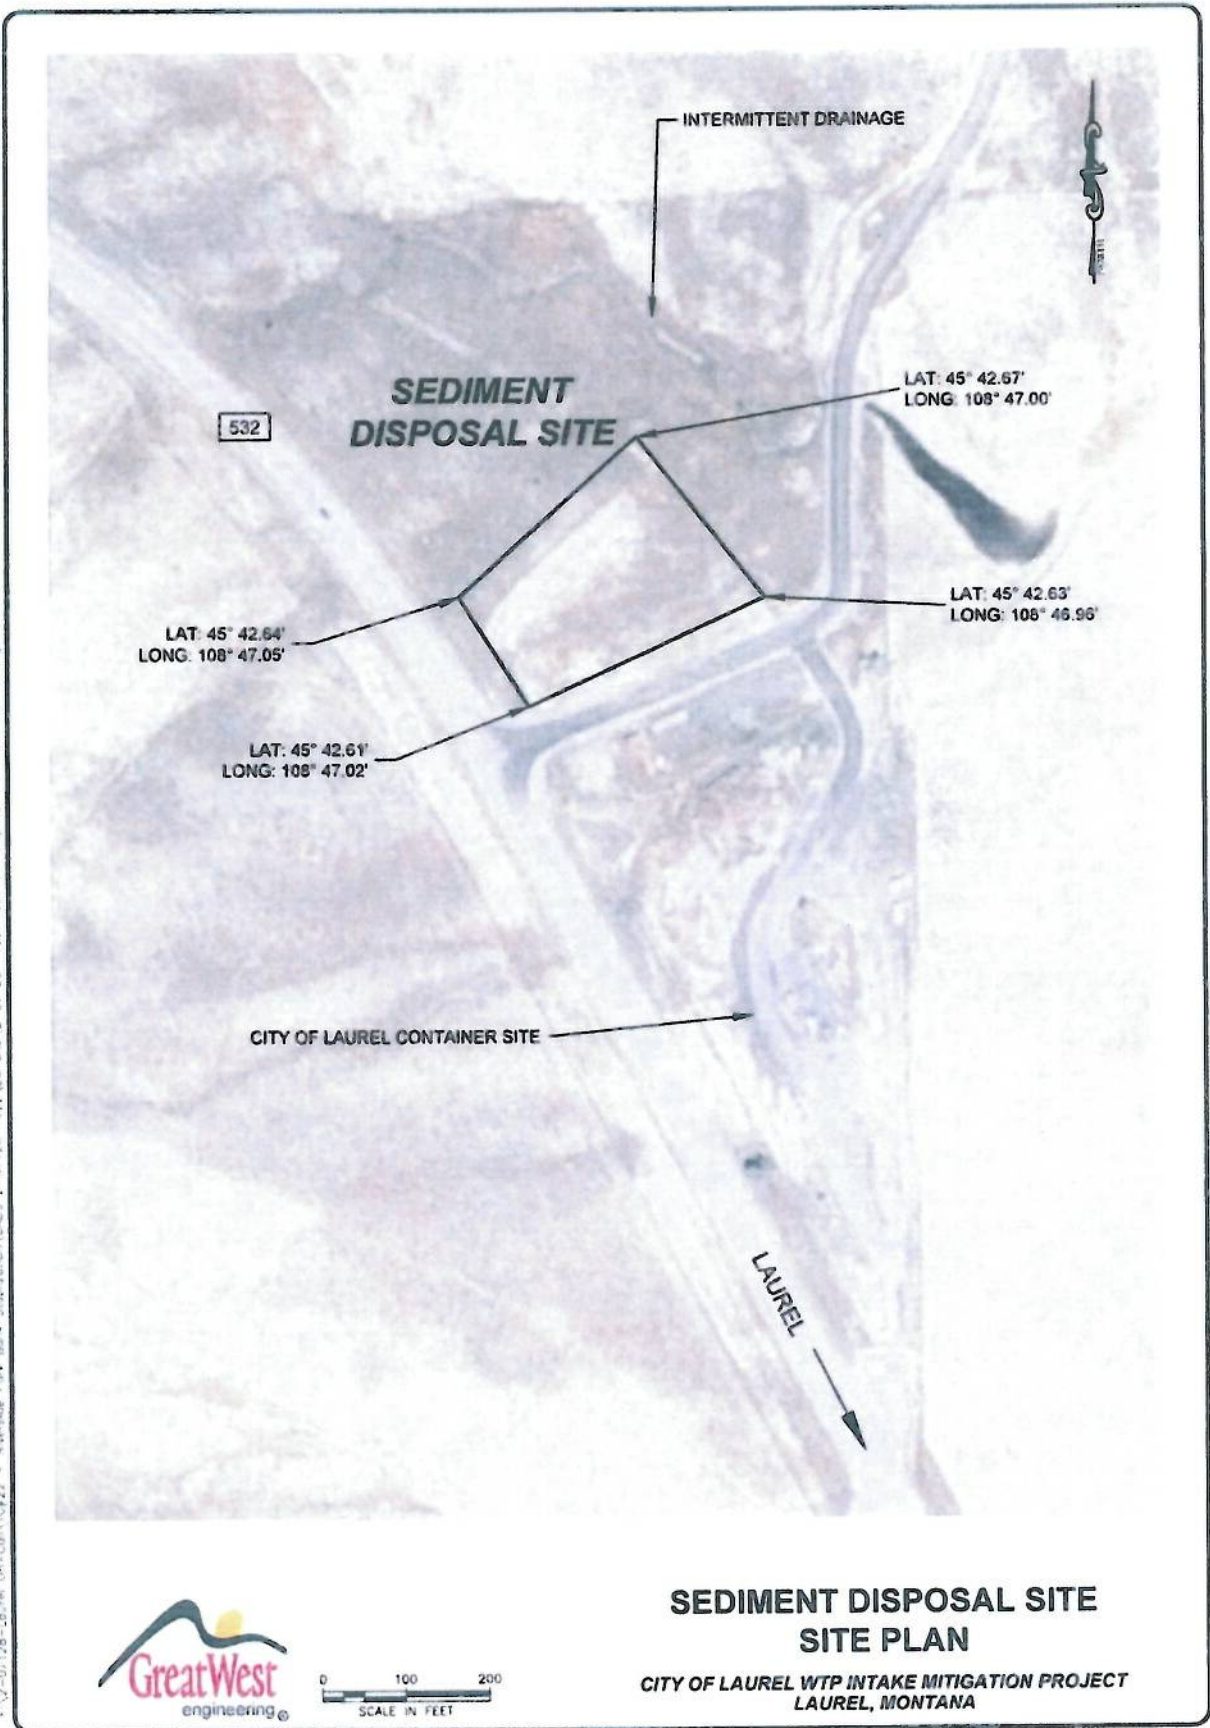 INTERMITTENT DRAINAGE
LAT: 45° 42.67'
LONG: 108° 47.00'
SEDIMENT
DISPOSAL SITE
532
LAT: 45° 42.63'
LONG: 108° 46.96'
LAT: 45° 42.64'
LONG: 108° 47.05'
LAT: 45° 42.61'
LONG: 108° 47.02'
CITY OF LAUREL CONTAINER SITE
LAUREL
SEDIMENT DISPOSAL SITE
SITE PLAN
CITY OF LAUREL WTP INTAKE MITIGATION PROJECT
LAUREL, MONTANA
GreatWest
engineering
0 100 200
SCALE IN FEET